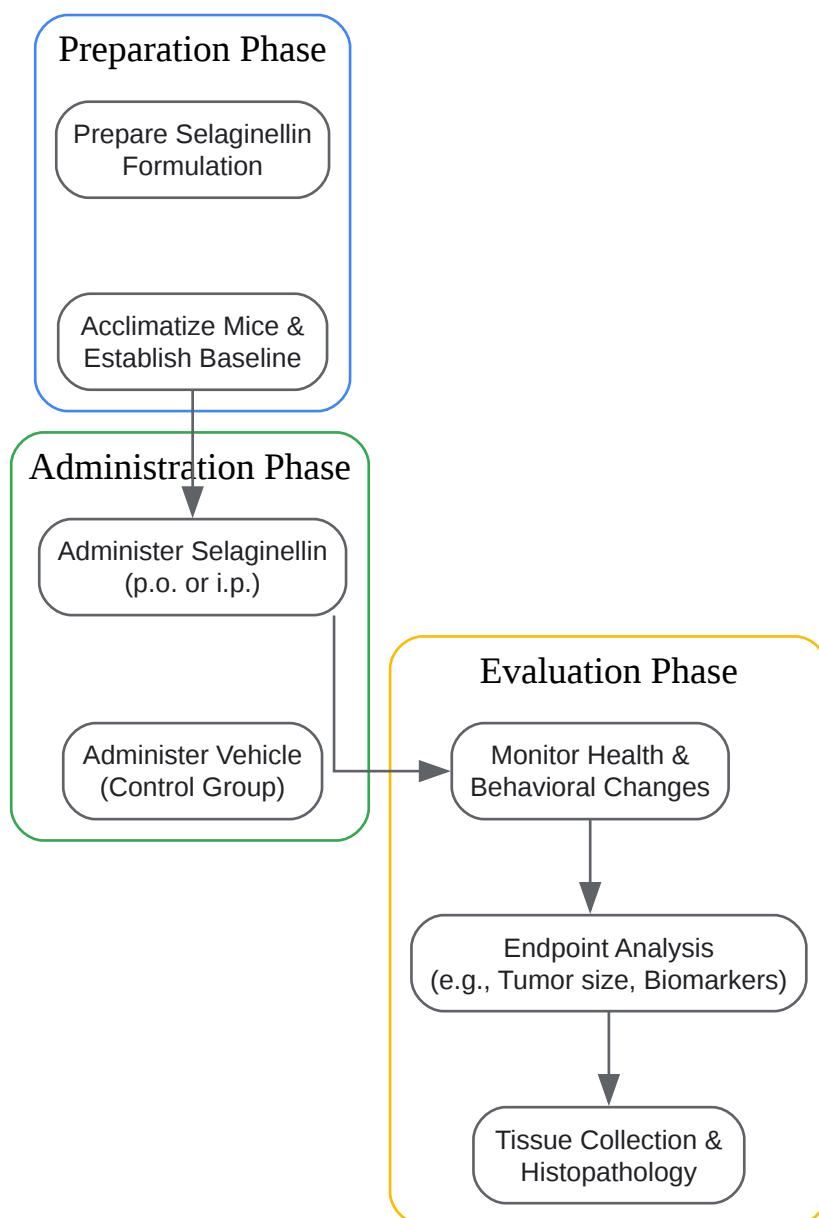 Preparation Phase
Prepare Selaginellin
Formulation
Acclimatize Mice &
Establish Baseline
Administration Phase
Administer Selaginellin
(p.o. or i.p.)
Administer Vehicle
(Control Group)
Evaluation Phase
Monitor Health &
Behavioral Changes
Endpoint Analysis
(e.g., Tumor size, Biomarkers)
Tissue Collection &
Histopathology